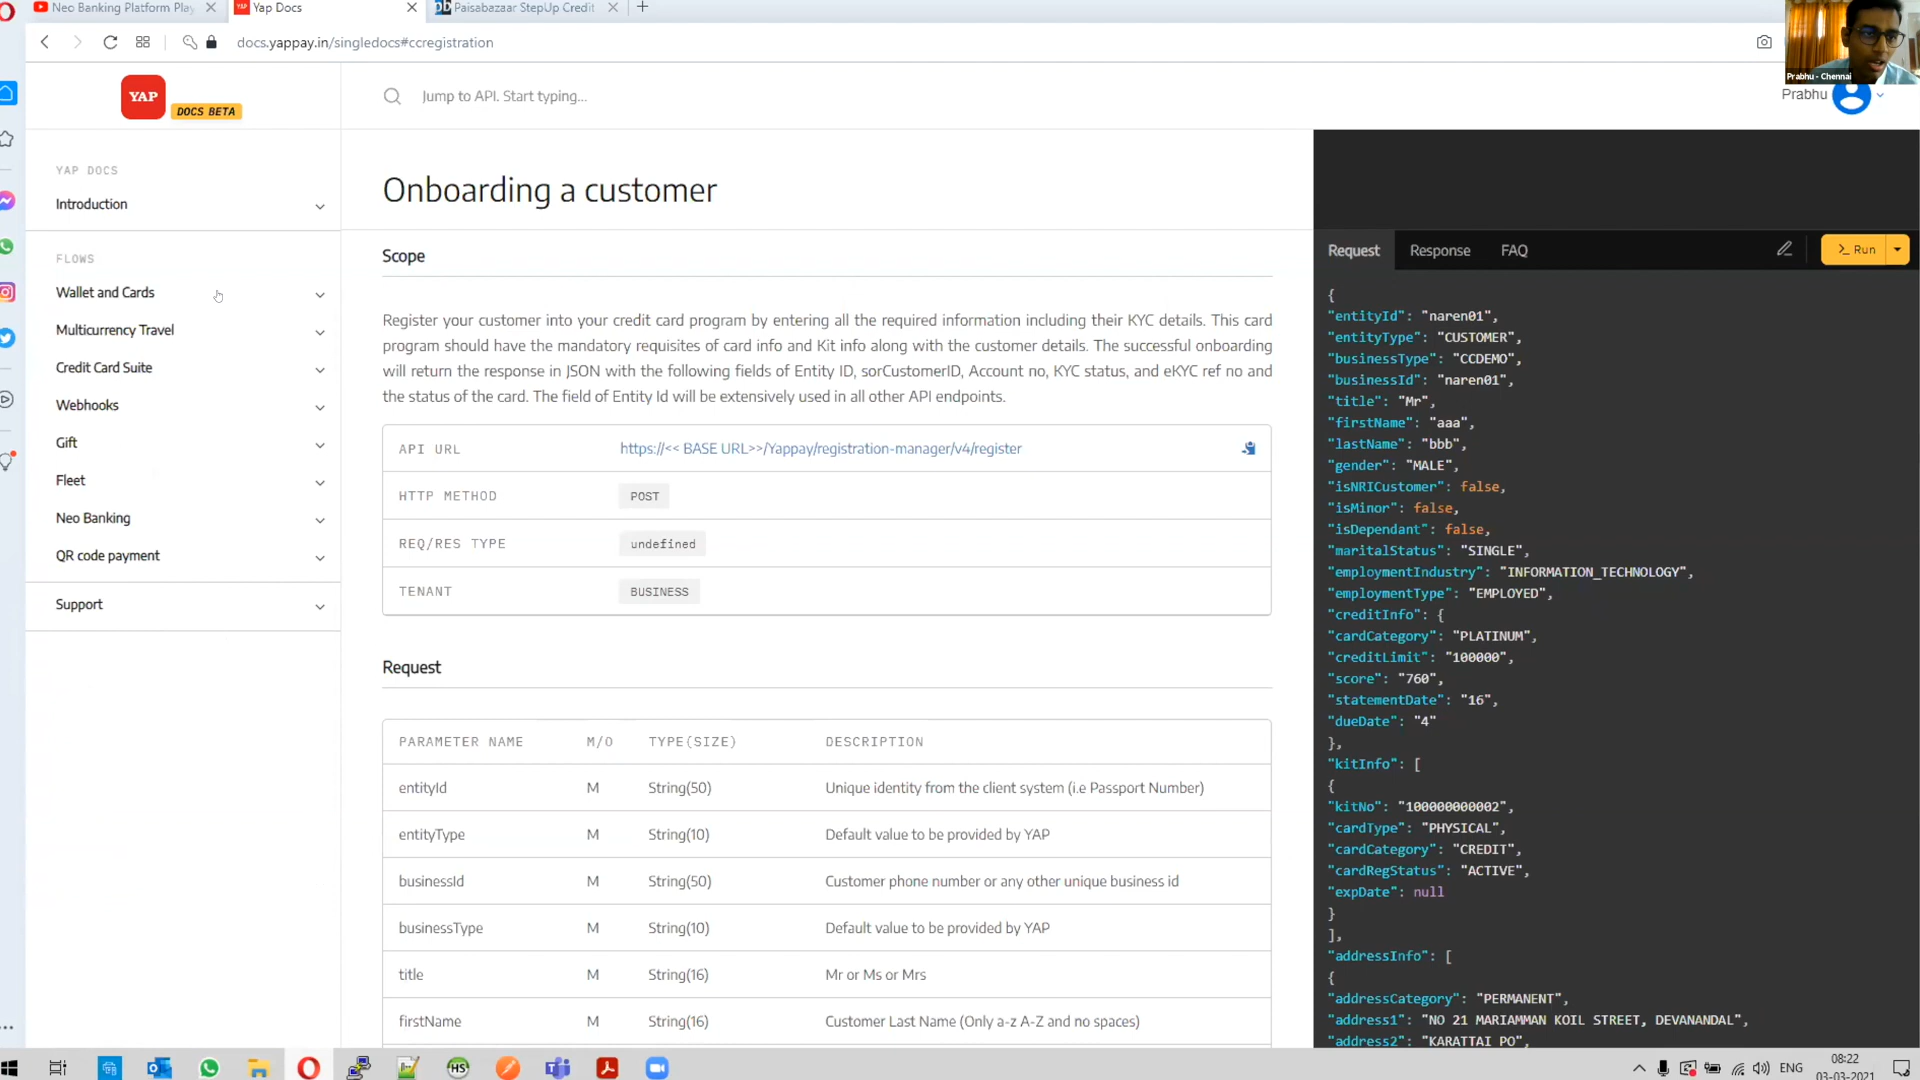 Neo Banking Platform Play
Yap Docs
Paisabazaar StepUp Credit
docs.yappay.in/singledocs#ccregistration
Prabhu - Chennai
Prabhu
YAP
DOCS BETA
Jump to API. Start typing...
YAP DOCS
Introduction
FLOWS
Wallet and Cards
Multicurrency Travel
Credit Card Suite
Webhooks
Gift
Fleet
Neo Banking
QR code payment
Support
Onboarding a customer
Scope
Register your customer into your credit card program by entering all the required information including their KYC details. This card
program should have the mandatory requisites of card info and Kit info along with the customer details. The successful onboarding
will return the response in JSON with the following fields of Entity ID, sorCustomerID, Account no, KYC status, and eKYC ref no and
the status of the card. The field of Entity Id will be extensively used in all other API endpoints.
API URL https://<< BASE URL>>/Yappay/registration-manager/v4/register
HTTP METHOD POST
REQ/RES TYPE undefined
TENANT BUSINESS
Request
PARAMETER NAME M/O TYPE(SIZE) DESCRIPTION
entityId M String(50) Unique identity from the client system (i.e Passport Number)
entityType M String(10) Default value to be provided by YAP
businessId M String(50) Customer phone number or any other unique business id
businessType M String(10) Default value to be provided by YAP
title M String(16) Mr or Ms or Mrs
firstName M String(16) Customer Last Name (Only a-z A-Z and no spaces)
Request Response FAQ
>_ Run
{
"entityId": "naren01",
"entityType": "CUSTOMER",
"businessType": "CCDEMO",
"businessId": "naren01",
"title": "Mr",
"firstName": "aaa",
"lastName": "bbb",
"gender": "MALE",
"isNRICustomer": false,
"isMinor": false,
"isDependant": false,
"maritalStatus": "SINGLE",
"employmentIndustry": "INFORMATION_TECHNOLOGY",
"employmentType": "EMPLOYED",
"creditInfo": {
"cardCategory": "PLATINUM",
"creditLimit": "100000",
"score": "760",
"statementDate": "16",
"dueDate": "4"
},
"kitInfo": [
{
"kitNo": "100000000002",
"cardType": "PHYSICAL",
"cardCategory": "CREDIT",
"cardRegStatus": "ACTIVE",
"expDate": null
}
],
"addressInfo": [
{
"addressCategory": "PERMANENT",
"address1": "NO 21 MARIAMMAN KOIL STREET, DEVANANDAL",
"address2": "KARATTAI PO",
ENG
08:22
03-03-2021